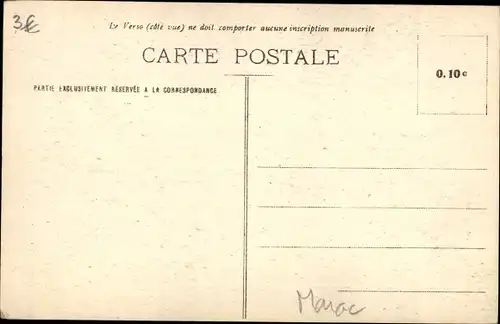 3€
Le Verso (côté vue) ne doit comporter aucune inscription manuscrite
CARTE POSTALE
0.10c
PARTIE EXCLUSIVEMENT RÉSERVÉE A LA CORRESPONDANCE
Maroc